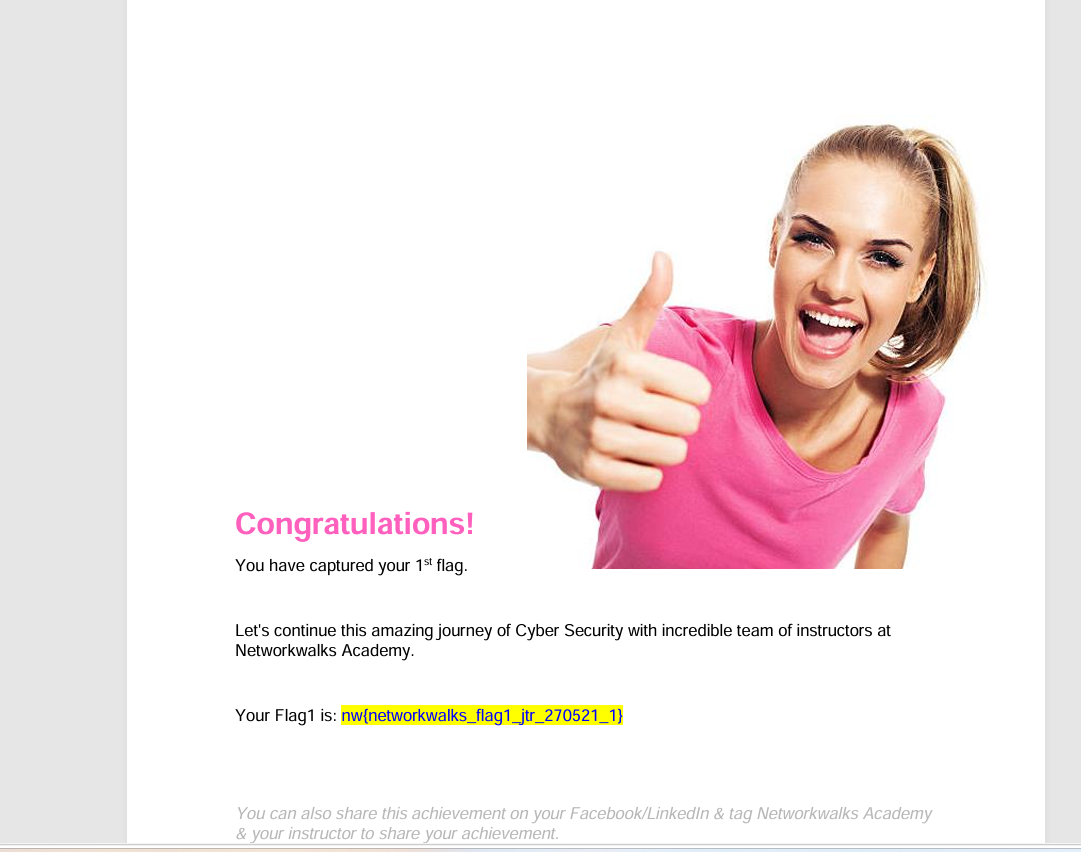 Congratulations!
You have captured your 1st flag.
Let's continue this amazing journey of Cyber Security with incredible team of instructors at
Networkwalks Academy.
Your Flag1 is: nw{networkwalks_flag1_jtr_270521_1}
You can also share this achievement on your Facebook/LinkedIn & tag Networkwalks Academy
& your instructor to share your achievement.